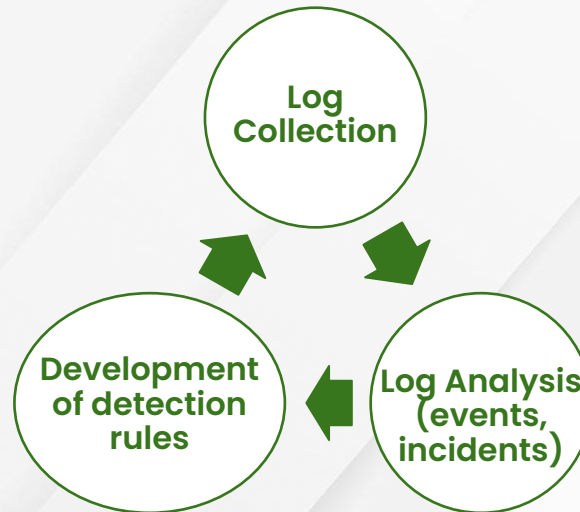 Log
Collection
Development
of detection
rules
Log Analysis
(events,
incidents)